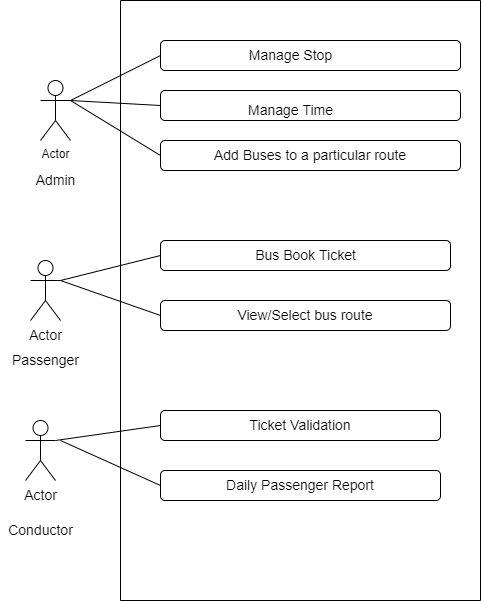 Manage Stop
Manage Time
Actor
Add Buses to a particular route
Admin
Bus Book Ticket
View/Select bus route
Actor
Passenger
Ticket Validation
Daily Passenger Report
Actor
Conductor